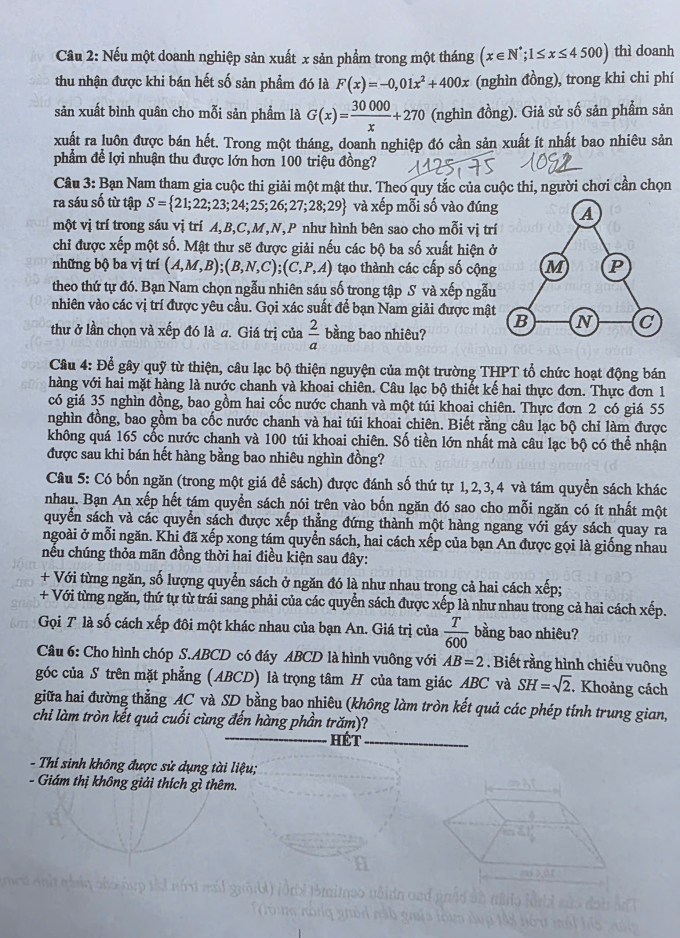 Câu 2: Nếu một doanh nghiệp sản xuất x sản phẩm trong một tháng (x∈ℕ*;1≤x≤4 500) thì doanh
thu nhận được khi bán hết số sản phẩm đó là F(x)=−0,01x²+400x (nghìn đồng), trong khi chi phí
sản xuất bình quân cho mỗi sản phẩm là G(x)=30 000/x+270 (nghìn đồng). Giả sử số sản phẩm sản
xuất ra luôn được bán hết. Trong một tháng, doanh nghiệp đó cần sản xuất ít nhất bao nhiêu sản
phẩm để lợi nhuận thu được lớn hơn 100 triệu đồng?
1125,75
Câu 3: Bạn Nam tham gia cuộc thi giải một mật thư. Theo quy tắc của cuộc thi, người chơi cần chọn
ra sáu số từ tập S={21;22;23;24;25;26;27;28;29} và xếp mỗi số vào đúng
một vị trí trong sáu vị trí A,B,C,M,N,P như hình bên sao cho mỗi vị trí
chỉ được xếp một số. Mật thư sẽ được giải nếu các bộ ba số xuất hiện ở
những bộ ba vị trí (A,M,B);(B,N,C);(C,P,A) tạo thành các cấp số cộng
theo thứ tự đó. Bạn Nam chọn ngẫu nhiên sáu số trong tập S và xếp ngẫu
nhiên vào các vị trí được yêu cầu. Gọi xác suất để bạn Nam giải được mật
thư ở lần chọn và xếp đó là a. Giá trị của 2/a bằng bao nhiêu?
A
M P
B N C
Câu 4: Để gây quỹ từ thiện, câu lạc bộ thiện nguyện của một trường THPT tổ chức hoạt động bán
hàng với hai mặt hàng là nước chanh và khoai chiên. Câu lạc bộ thiết kế hai thực đơn. Thực đơn 1
có giá 35 nghìn đồng, bao gồm hai cốc nước chanh và một túi khoai chiên. Thực đơn 2 có giá 55
nghìn đồng, bao gồm ba cốc nước chanh và hai túi khoai chiên. Biết rằng câu lạc bộ chỉ làm được
không quá 165 cốc nước chanh và 100 túi khoai chiên. Số tiền lớn nhất mà câu lạc bộ có thể nhận
được sau khi bán hết hàng bằng bao nhiêu nghìn đồng?
Câu 5: Có bốn ngăn (trong một giá để sách) được đánh số thứ tự 1,2,3,4 và tám quyển sách khác
nhau. Bạn An xếp hết tám quyển sách nói trên vào bốn ngăn đó sao cho mỗi ngăn có ít nhất một
quyển sách và các quyển sách được xếp thẳng đứng thành một hàng ngang với gáy sách quay ra
ngoài ở mỗi ngăn. Khi đã xếp xong tám quyển sách, hai cách xếp của bạn An được gọi là giống nhau
nếu chúng thỏa mãn đồng thời hai điều kiện sau đây:
+ Với từng ngăn, số lượng quyển sách ở ngăn đó là như nhau trong cả hai cách xếp;
+ Với từng ngăn, thứ tự từ trái sang phải của các quyển sách được xếp là như nhau trong cả hai cách xếp.
Gọi T là số cách xếp đôi một khác nhau của bạn An. Giá trị của T/600 bằng bao nhiêu?
Câu 6: Cho hình chóp S.ABCD có đáy ABCD là hình vuông với AB=2. Biết rằng hình chiếu vuông
góc của S trên mặt phẳng (ABCD) là trọng tâm H của tam giác ABC và SH=√2. Khoảng cách
giữa hai đường thẳng AC và SD bằng bao nhiêu (không làm tròn kết quả các phép tính trung gian,
chỉ làm tròn kết quả cuối cùng đến hàng phần trăm)?
HẾT
- Thí sinh không được sử dụng tài liệu;
- Giám thị không giải thích gì thêm.